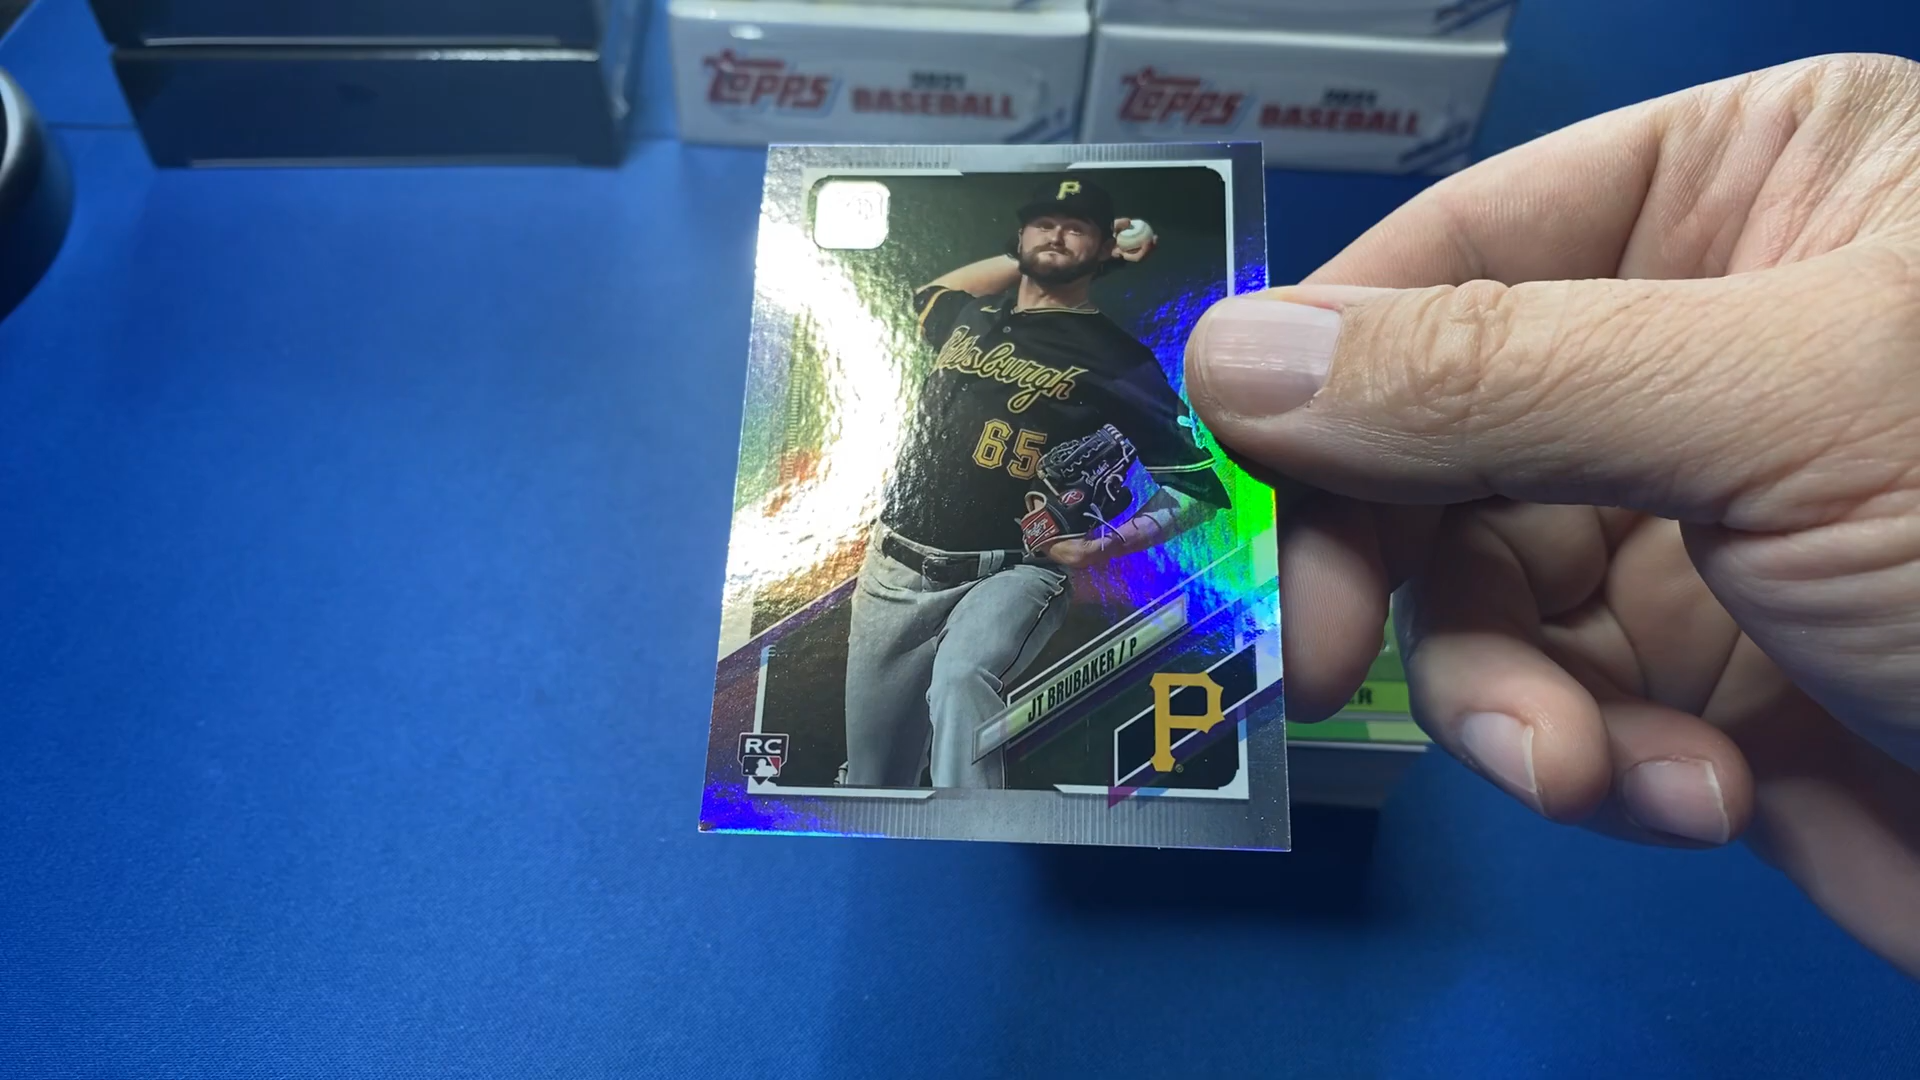 Topps 2021 BASEBALL
Topps 2021 BASEBALL
P
Pittsburgh
65
JT BRUBAKER / P
P
RC
R